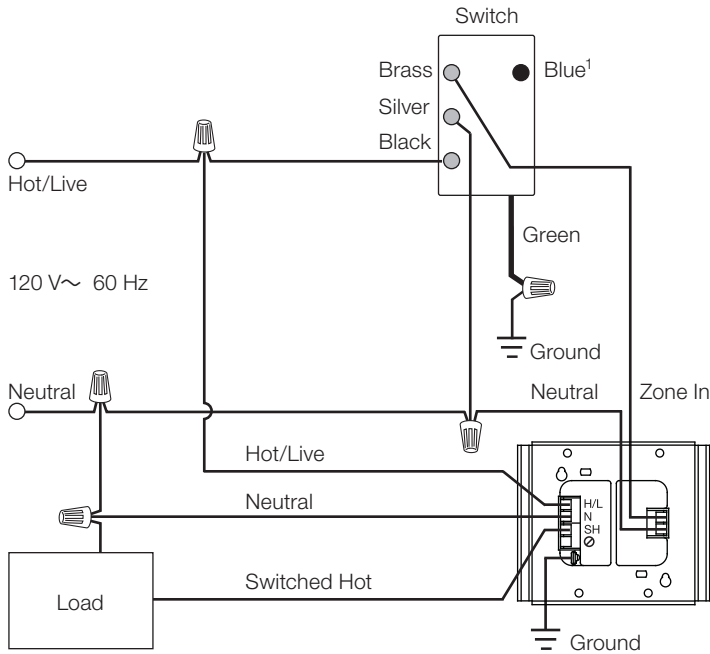 Switch
Brass
Blue¹
Silver
Black
Hot/Live
Green
120 V~ 60 Hz
Ground
Neutral
Neutral
Zone In
Hot/Live
H/L
Neutral
N
SH
Switched Hot
Load
Ground